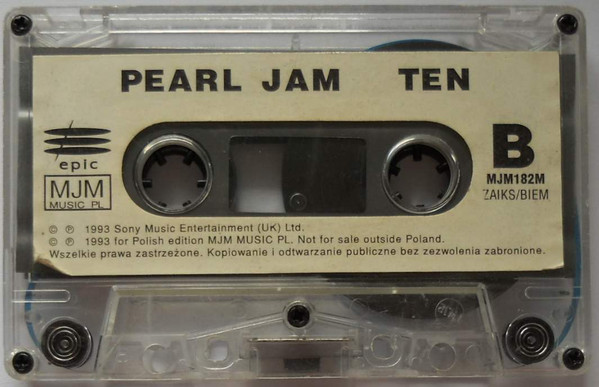 PEARL JAM TEN
epic
MJM
MUSIC PL
B
MJM182M
ZAIKS/BIEM
© ℗ 1993 Sony Music Entertainment (UK) Ltd.
© ℗ 1993 for Polish edition MJM MUSIC PL. Not for sale outside Poland.
Wszelkie prawa zastrzeżone. Kopiowanie i odtwarzanie publiczne bez zezwolenia zabronione.